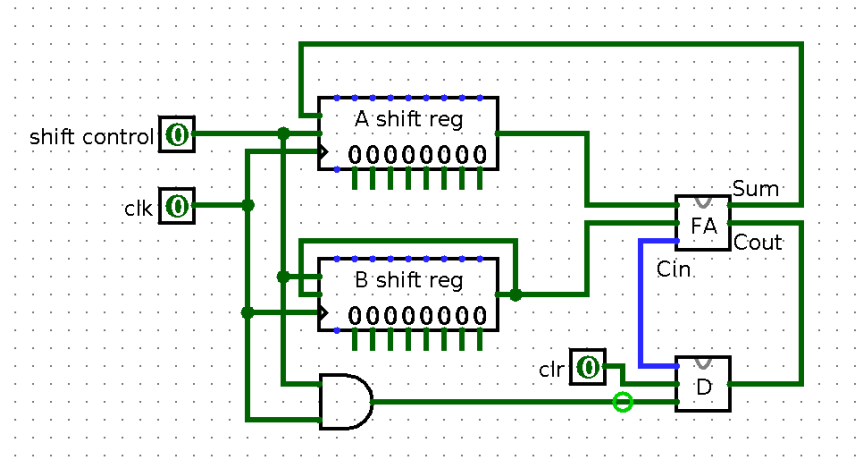 A shift reg
shift control 0
00000000
clk 0
Sum
FA
Cout
Cin
B shift reg
00000000
clr 0
D